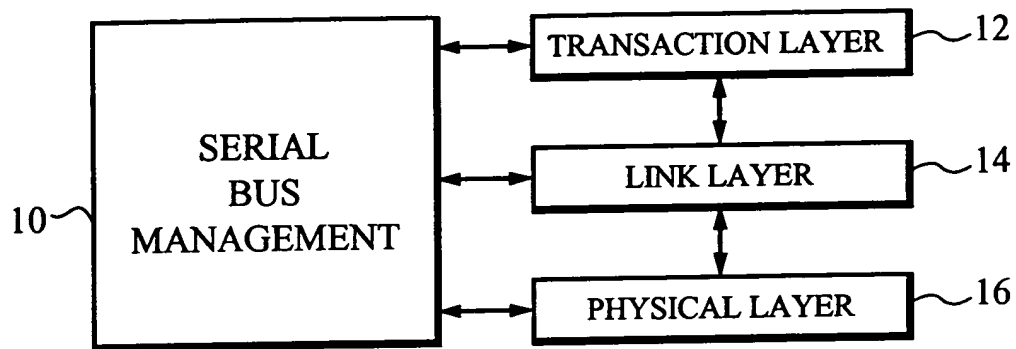 TRANSACTION LAYER
12
SERIAL
BUS
MANAGEMENT
10
LINK LAYER
14
PHYSICAL LAYER
16